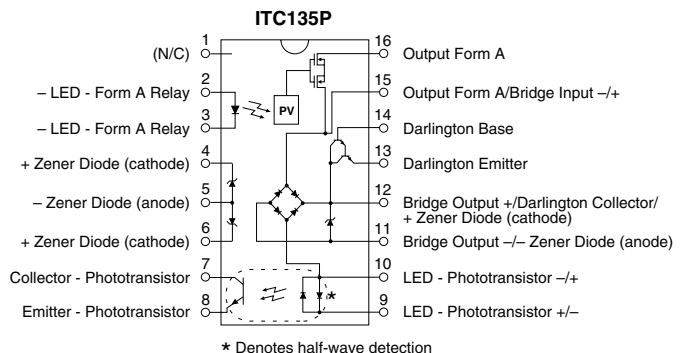 ITC135P
1
(N/C)
2
– LED - Form A Relay
3
– LED - Form A Relay
4
+ Zener Diode (cathode)
5
– Zener Diode (anode)
6
+ Zener Diode (cathode)
7
Collector - Phototransistor
8
Emitter - Phototransistor
PV
*
16
Output Form A
15
Output Form A/Bridge Input –/+
14
Darlington Base
13
Darlington Emitter
12
Bridge Output +/Darlington Collector/
+ Zener Diode (cathode)
11
Bridge Output –/– Zener Diode (anode)
10
LED - Phototransistor –/+
9
LED - Phototransistor +/–
* Denotes half-wave detection